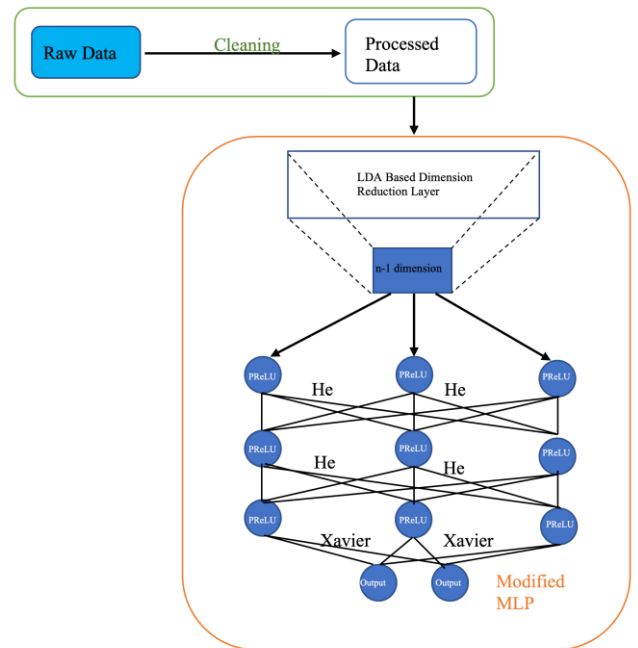 Raw Data
Cleaning
Processed
Data
LDA Based Dimension
Reduction Layer
n-1 dimension
PReLU
PReLU
PReLU
He
He
PReLU
PReLU
PReLU
He
He
PReLU
PReLU
PReLU
Xavier
Xavier
Output
Output
Modified
MLP